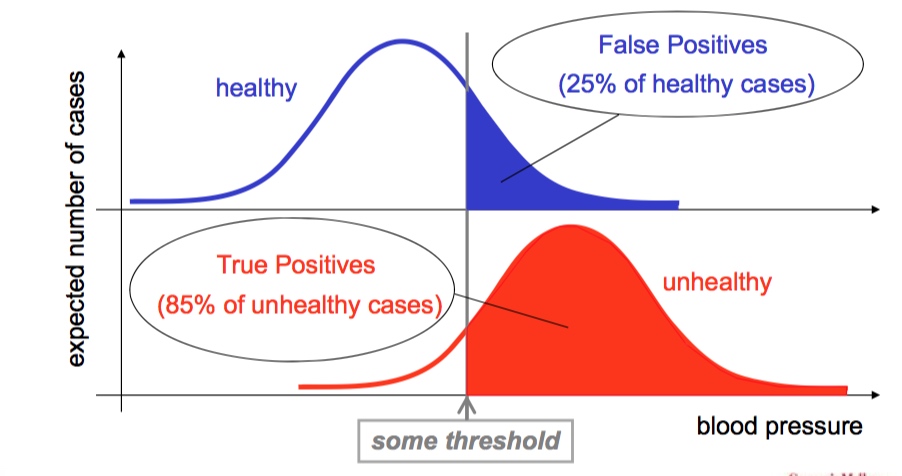 False Positives
(25% of healthy cases)
healthy
expected number of cases
True Positives
(85% of unhealthy cases)
unhealthy
blood pressure
some threshold